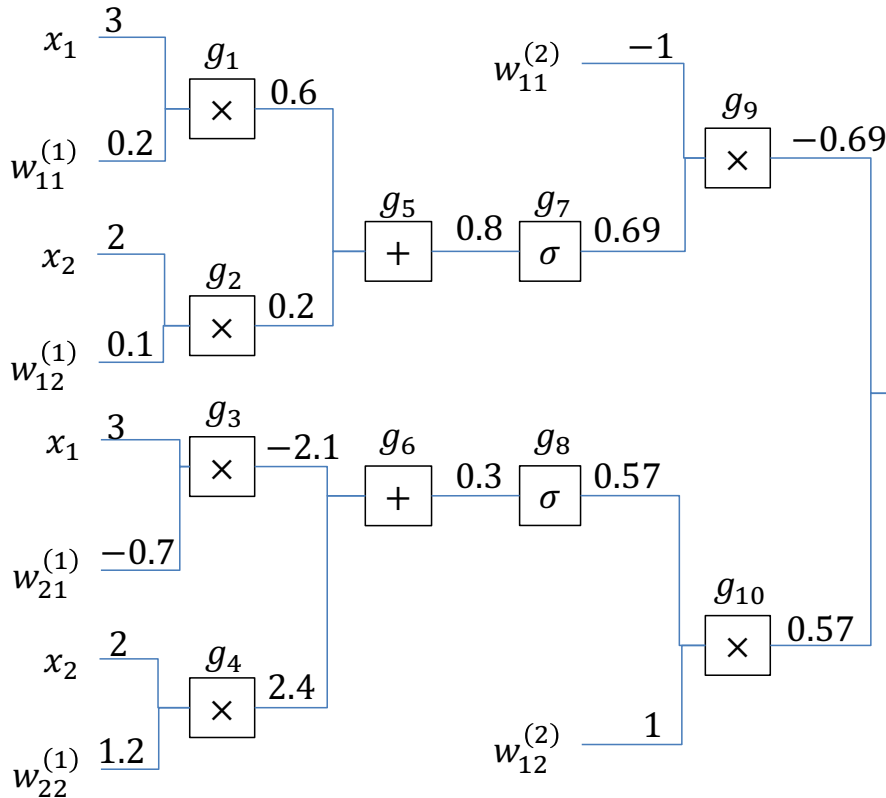 x₁ 3
g₁
× 0.6
w₁₁⁽¹⁾ 0.2
x₂ 2
g₂
× 0.2
w₁₂⁽¹⁾ 0.1
g₅
+ 0.8
g₇
σ 0.69
w₁₁⁽²⁾ −1
g₉
× −0.69
x₁ 3
g₃
× −2.1
w₂₁⁽¹⁾ −0.7
x₂ 2
g₄
× 2.4
w₂₂⁽¹⁾ 1.2
g₆
+ 0.3
g₈
σ 0.57
g₁₀
× 0.57
w₁₂⁽²⁾ 1